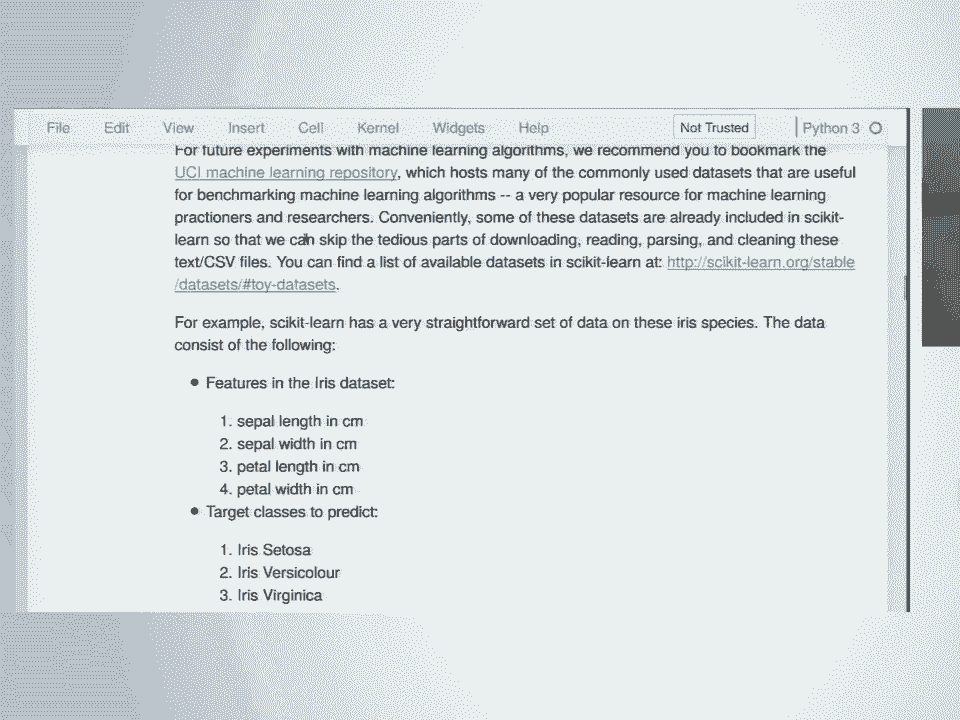 File Edit View Insert Cell Kernel Widgets Help Not Trusted Python 3
For future experiments with machine learning algorithms, we recommend you to bookmark the
UCI machine learning repository, which hosts many of the commonly used datasets that are useful
for benchmarking machine learning algorithms -- a very popular resource for machine learning
practioners and researchers. Conveniently, some of these datasets are already included in scikit-
learn so that we can skip the tedious parts of downloading, reading, parsing, and cleaning these
text/CSV files. You can find a list of available datasets in scikit-learn at: http://scikit-learn.org/stable
/datasets/#toy-datasets.
For example, scikit-learn has a very straightforward set of data on these iris species. The data
consist of the following:
• Features in the Iris dataset:
1. sepal length in cm
2. sepal width in cm
3. petal length in cm
4. petal width in cm
• Target classes to predict:
1. Iris Setosa
2. Iris Versicolour
3. Iris Virginica